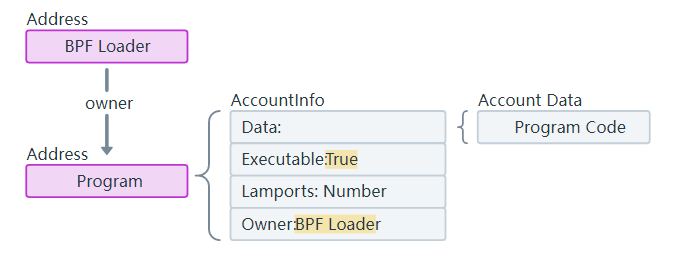 Address
BPF Loader
owner
Address
Program
AccountInfo
Data:
Executable:True
Lamports: Number
Owner:BPF Loader
Account Data
Program Code